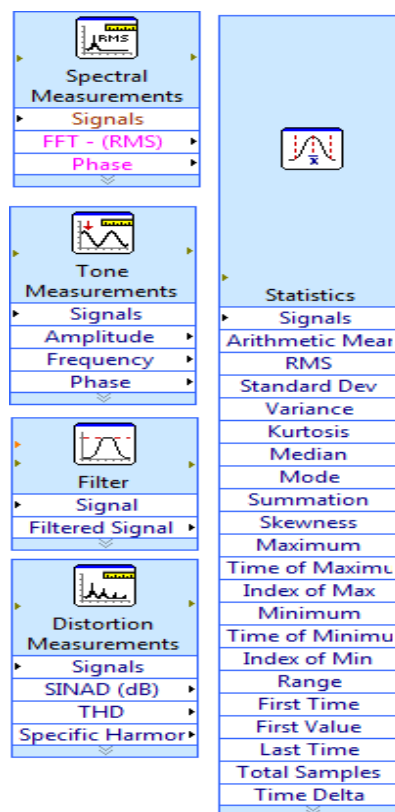 RMS
Spectral
Measurements
Signals
FFT - (RMS)
Phase
Tone
Measurements
Signals
Amplitude
Frequency
Phase
Filter
Signal
Filtered Signal
Distortion
Measurements
Signals
SINAD (dB)
THD
Specific Harmor
x
Statistics
Signals
Arithmetic Mear
RMS
Standard Dev
Variance
Kurtosis
Median
Mode
Summation
Skewness
Maximum
Time of Maximu
Index of Max
Minimum
Time of Minimu
Index of Min
Range
First Time
First Value
Last Time
Total Samples
Time Delta